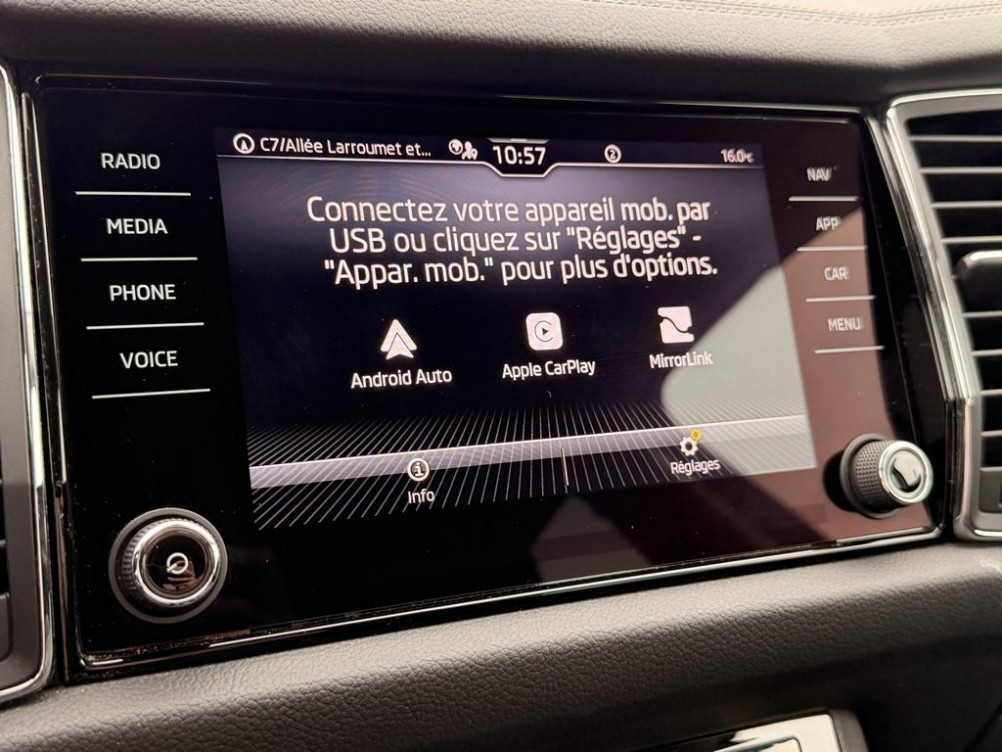 C7/Allée Larroumet et...
10:57
2
16.0°c
RADIO
MEDIA
PHONE
VOICE
Connectez votre appareil mob. par
USB ou cliquez sur "Réglages" -
"Appar. mob." pour plus d'options.
Android Auto
Apple CarPlay
MirrorLink
Info
Réglages
NAV
APP
CAR
MENU